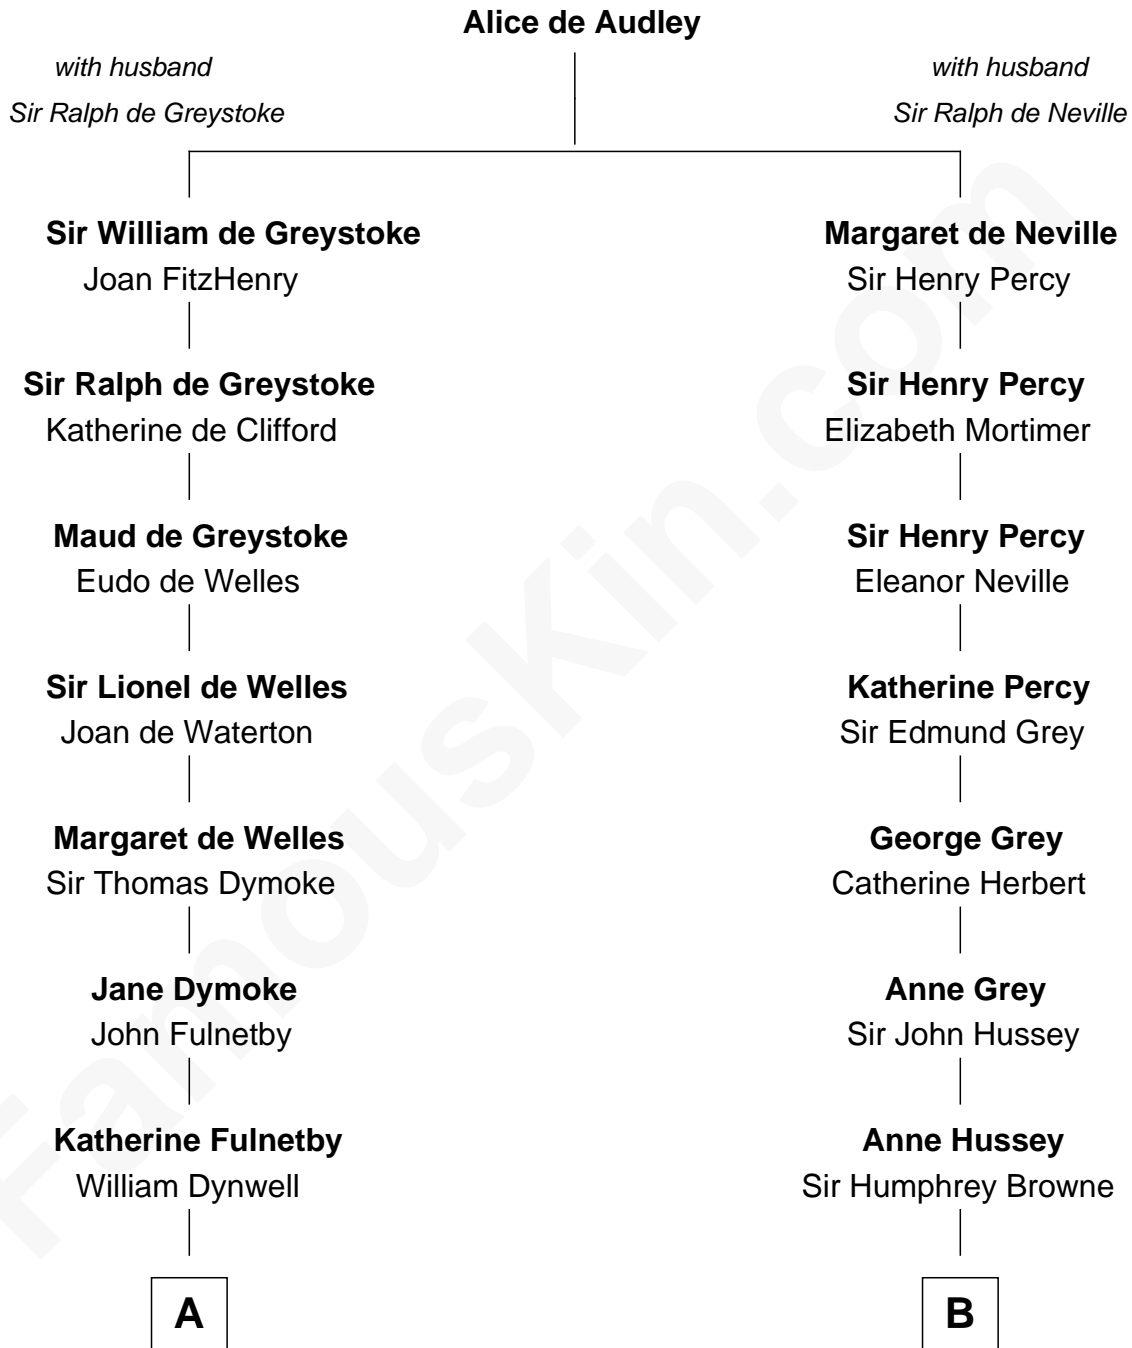 Alice de Audley
with husband
Sir Ralph de Greystoke
with husband
Sir Ralph de Neville
Sir William de Greystoke
Joan FitzHenry
Margaret de Neville
Sir Henry Percy
Sir Ralph de Greystoke
Katherine de Clifford
Sir Henry Percy
Elizabeth Mortimer
Maud de Greystoke
Eudo de Welles
Sir Henry Percy
Eleanor Neville
Sir Lionel de Welles
Joan de Waterton
Katherine Percy
Sir Edmund Grey
Margaret de Welles
Sir Thomas Dymoke
George Grey
Catherine Herbert
Jane Dymoke
John Fulnetby
Anne Grey
Sir John Hussey
Katherine Fulnetby
William Dynwell
Anne Hussey
Sir Humphrey Browne
A
B
FamousKin.com